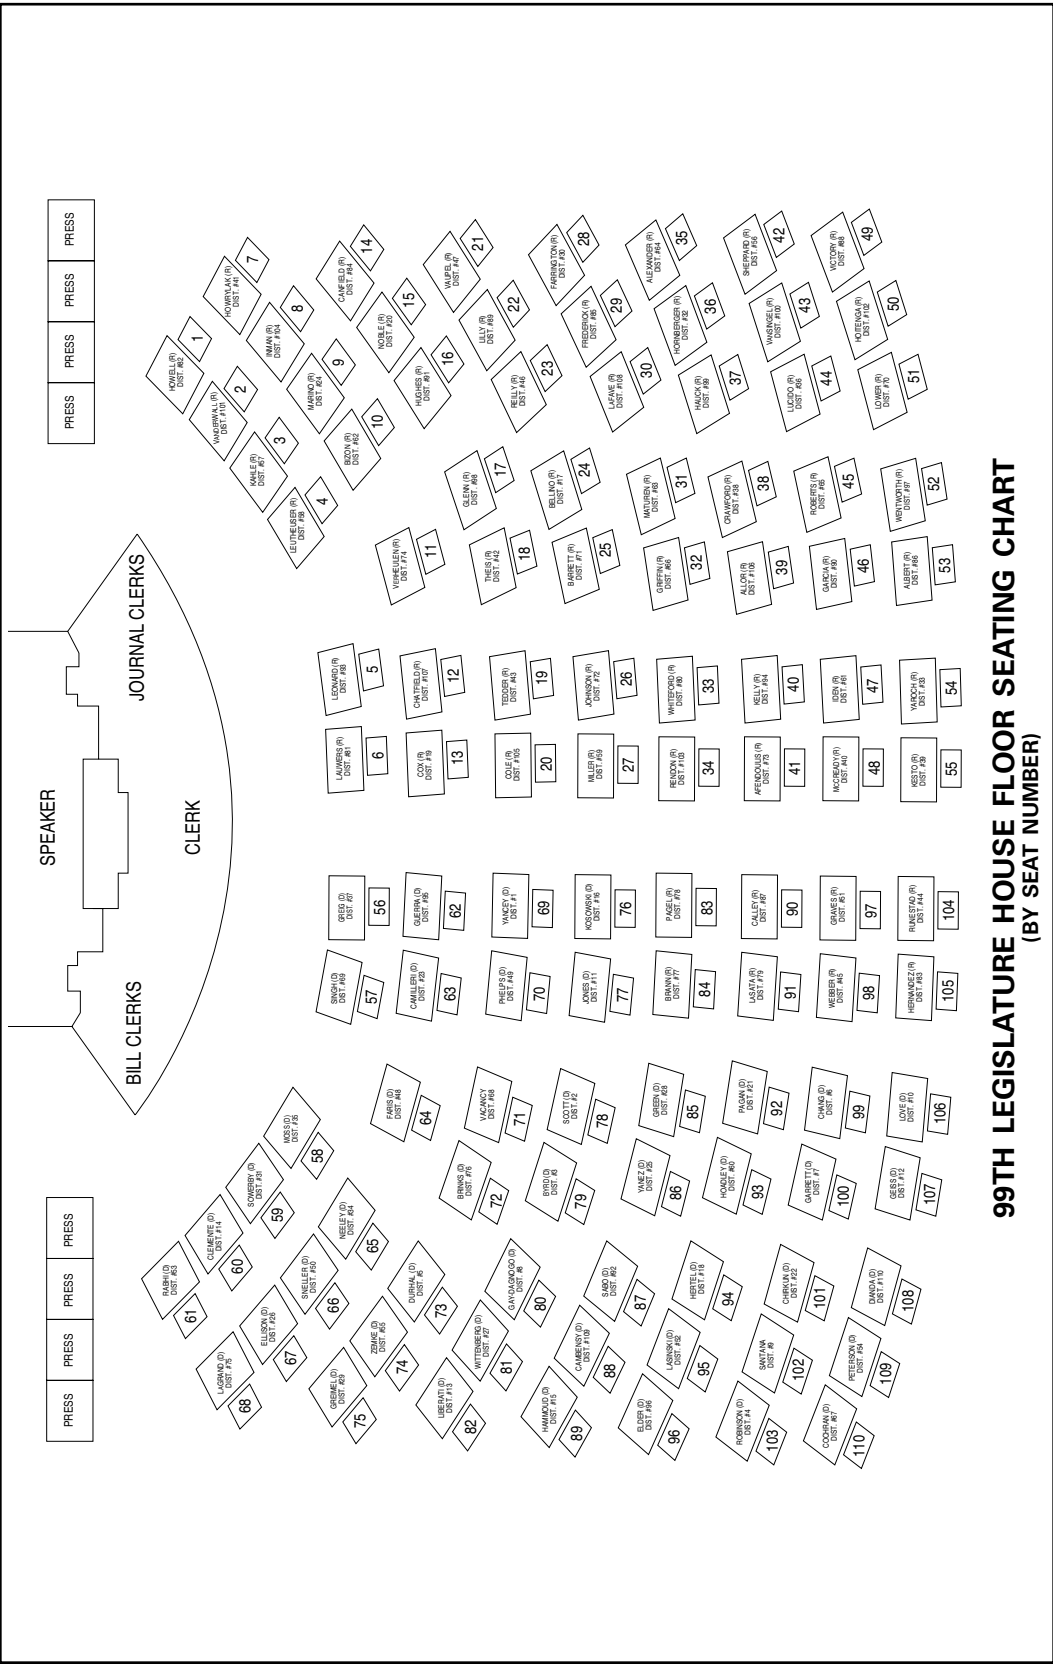 PRESS
PRESS
PRESS
PRESS
SPEAKER
PRESS
PRESS
PRESS
PRESS
BILL CLERKS
CLERK
JOURNAL CLERKS
HOWELL (R)
DIST. #82
1
VANDERWALL (R)
DIST. #101
2
KAHLE (R)
DIST. #57
3
LEUTHEUSER (R)
DIST. #58
4
LEONARD (R)
DIST. #93
5
LAUWERS (R)
DIST. #81
6
HOWRYLAK (R)
DIST. #41
7
INMAN (R)
DIST. #104
8
MARINO (R)
DIST. #24
9
BIZON (R)
DIST. #62
10
VERHEULEN (R)
DIST. #74
11
CHATFIELD (R)
DIST. #107
12
COX (R)
DIST. #19
13
CANFIELD (R)
DIST. #84
14
NOBLE (R)
DIST. #20
15
HUGHES (R)
DIST. #91
16
GLENN (R)
DIST. #98
17
THEIS (R)
DIST. #42
18
TEDDER (R)
DIST. #43
19
COLE (R)
DIST. #105
20
VAUPEL (R)
DIST. #47
21
LILLY (R)
DIST. #89
22
REILLY (R)
DIST. #46
23
BELLINO (R)
DIST. #17
24
BARRETT (R)
DIST. #71
25
JOHNSON (R)
DIST. #72
26
MILLER (R)
DIST. #59
27
FARRINGTON (R)
DIST. #30
28
FREDERICK (R)
DIST. #85
29
LAFAVE (R)
DIST. #108
30
MATUREN (R)
DIST. #63
31
GRIFFIN (R)
DIST. #66
32
WHITEFORD (R)
DIST. #80
33
RENDON (R)
DIST. #103
34
ALEXANDER (R)
DIST. #64
35
HORNBERGER (R)
DIST. #32
36
HAUCK (R)
DIST. #99
37
CRAWFORD (R)
DIST. #38
38
ALLOR (R)
DIST. #106
39
KELLY (R)
DIST. #94
40
AFENDOULIS (R)
DIST. #73
41
SHEPPARD (R)
DIST. #56
42
VANSINGEL (R)
DIST. #100
43
LUCIDO (R)
DIST. #36
44
ROBERTS (R)
DIST. #65
45
GARCIA (R)
DIST. #90
46
IDEN (R)
DIST. #61
47
MCCREADY (R)
DIST. #40
48
VICTORY (R)
DIST. #88
49
HOITENGA (R)
DIST. #102
50
LOWER (R)
DIST. #70
51
WENTWORTH (R)
DIST. #97
52
ALBERT (R)
DIST. #86
53
YAROCH (R)
DIST. #33
54
KESTO (R)
DIST. #39
55
GREIG (D)
DIST. #37
56
SINGH (D)
DIST. #69
57
MOSS (D)
DIST. #35
58
SOWERBY (D)
DIST. #31
59
CLEMENTE (D)
DIST. #14
60
RABHI (D)
DIST. #53
61
GUERRA (D)
DIST. #95
62
CAMILLERI (D)
DIST. #23
63
FARIS (D)
DIST. #48
64
NEELEY (D)
DIST. #34
65
SNELLER (D)
DIST. #50
66
ELLISON (D)
DIST. #26
67
LAGRAND (D)
DIST. #75
68
YANCEY (D)
DIST. #1
69
PHELPS (D)
DIST. #49
70
VACANCY
DIST. #68
71
BRINKS (D)
DIST. #76
72
DURHAL (D)
DIST. #5
73
ZEMKE (D)
DIST. #55
74
GREIMEL (D)
DIST. #29
75
KOSOWSKI (D)
DIST. #16
76
JONES (D)
DIST. #11
77
SCOTT (D)
DIST. #2
78
BYRD (D)
DIST. #3
79
GAY-DAGNOGO (D)
DIST. #8
80
WITTENBERG (D)
DIST. #27
81
LIBERATI (D)
DIST. #13
82
PAGEL (R)
DIST. #78
83
BRANN (R)
DIST. #77
84
GREEN (D)
DIST. #28
85
YANEZ (D)
DIST. #25
86
SABO (D)
DIST. #92
87
CAMBENSY (D)
DIST. #109
88
HAMMOUD (D)
DIST. #15
89
CALLEY (R)
DIST. #87
90
LASATA (R)
DIST. #79
91
PAGAN (D)
DIST. #21
92
HOADLEY (D)
DIST. #60
93
HERTEL (D)
DIST. #18
94
LASINSKI (D)
DIST. #52
95
ELDER (D)
DIST. #96
96
GRAVES (R)
DIST. #51
97
WEBBER (R)
DIST. #45
98
CHANG (D)
DIST. #6
99
GARRETT (D)
DIST. #7
100
CHIRKUN (D)
DIST. #22
101
SANTANA
DIST. #9
102
ROBINSON (D)
DIST. #4
103
RUNESTAD (R)
DIST. #44
104
HERNANDEZ (R)
DIST. #83
105
LOVE (D)
DIST. #10
106
GEISS (D)
DIST. #12
107
DIANDA (D)
DIST. #110
108
PETERSON (D)
DIST. #54
109
COCHRAN (D)
DIST. #67
110
99TH LEGISLATURE HOUSE FLOOR SEATING CHART
(BY SEAT NUMBER)